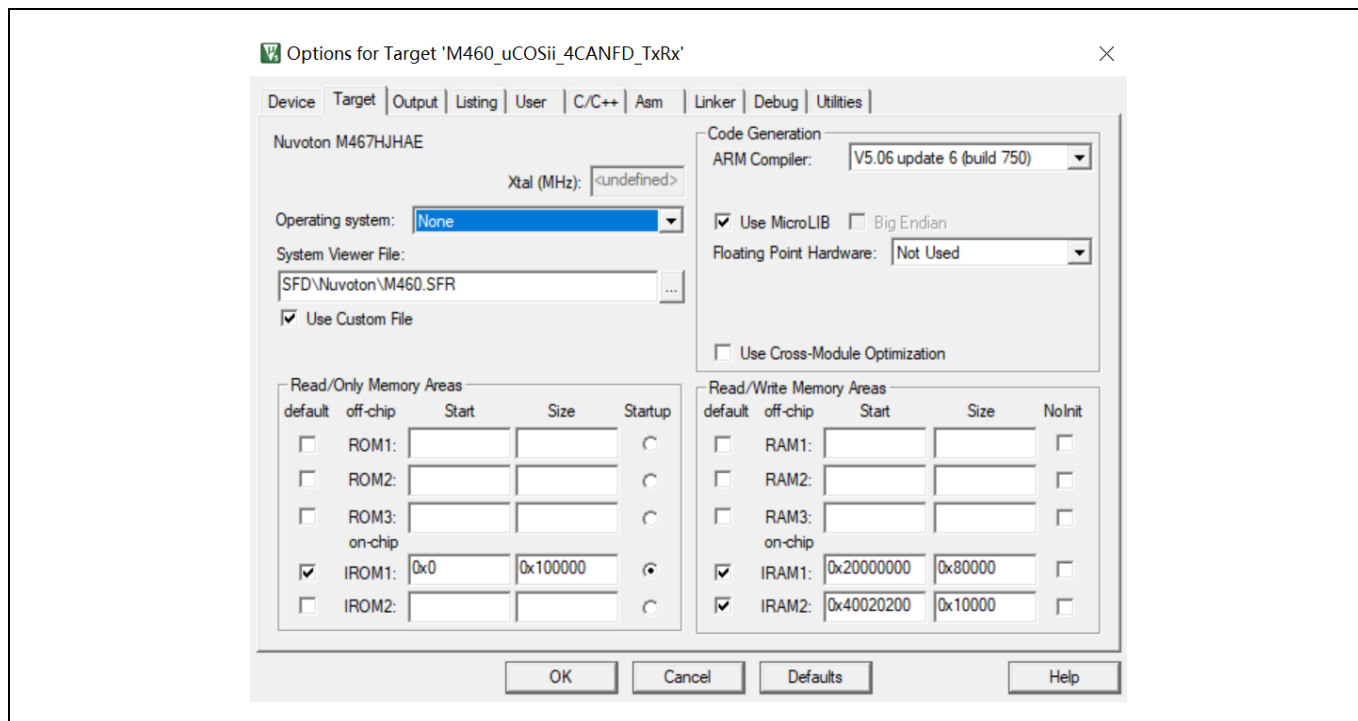 Options for Target 'M460_uCOSii_4CANFD_TxRx'
Device Target Output Listing User C/C++ Asm Linker Debug Utilities
Nuvoton M467HJHAE
Xtal (MHz): <undefined>
Operating system: None
System Viewer File:
SFD\Nuvoton\M460.SFR ...
Use Custom File
Code Generation
ARM Compiler: V5.06 update 6 (build 750)
Use MicroLIB Big Endian
Floating Point Hardware: Not Used
Use Cross-Module Optimization
Read/Only Memory Areas
default off-chip Start Size Startup
ROM1:
ROM2:
ROM3:
on-chip
IROM1: 0x0 0x100000
IROM2:
Read/Write Memory Areas
default off-chip Start Size NoInit
RAM1:
RAM2:
RAM3:
on-chip
IRAM1: 0x20000000 0x80000
IRAM2: 0x40020200 0x10000
OK Cancel Defaults Help